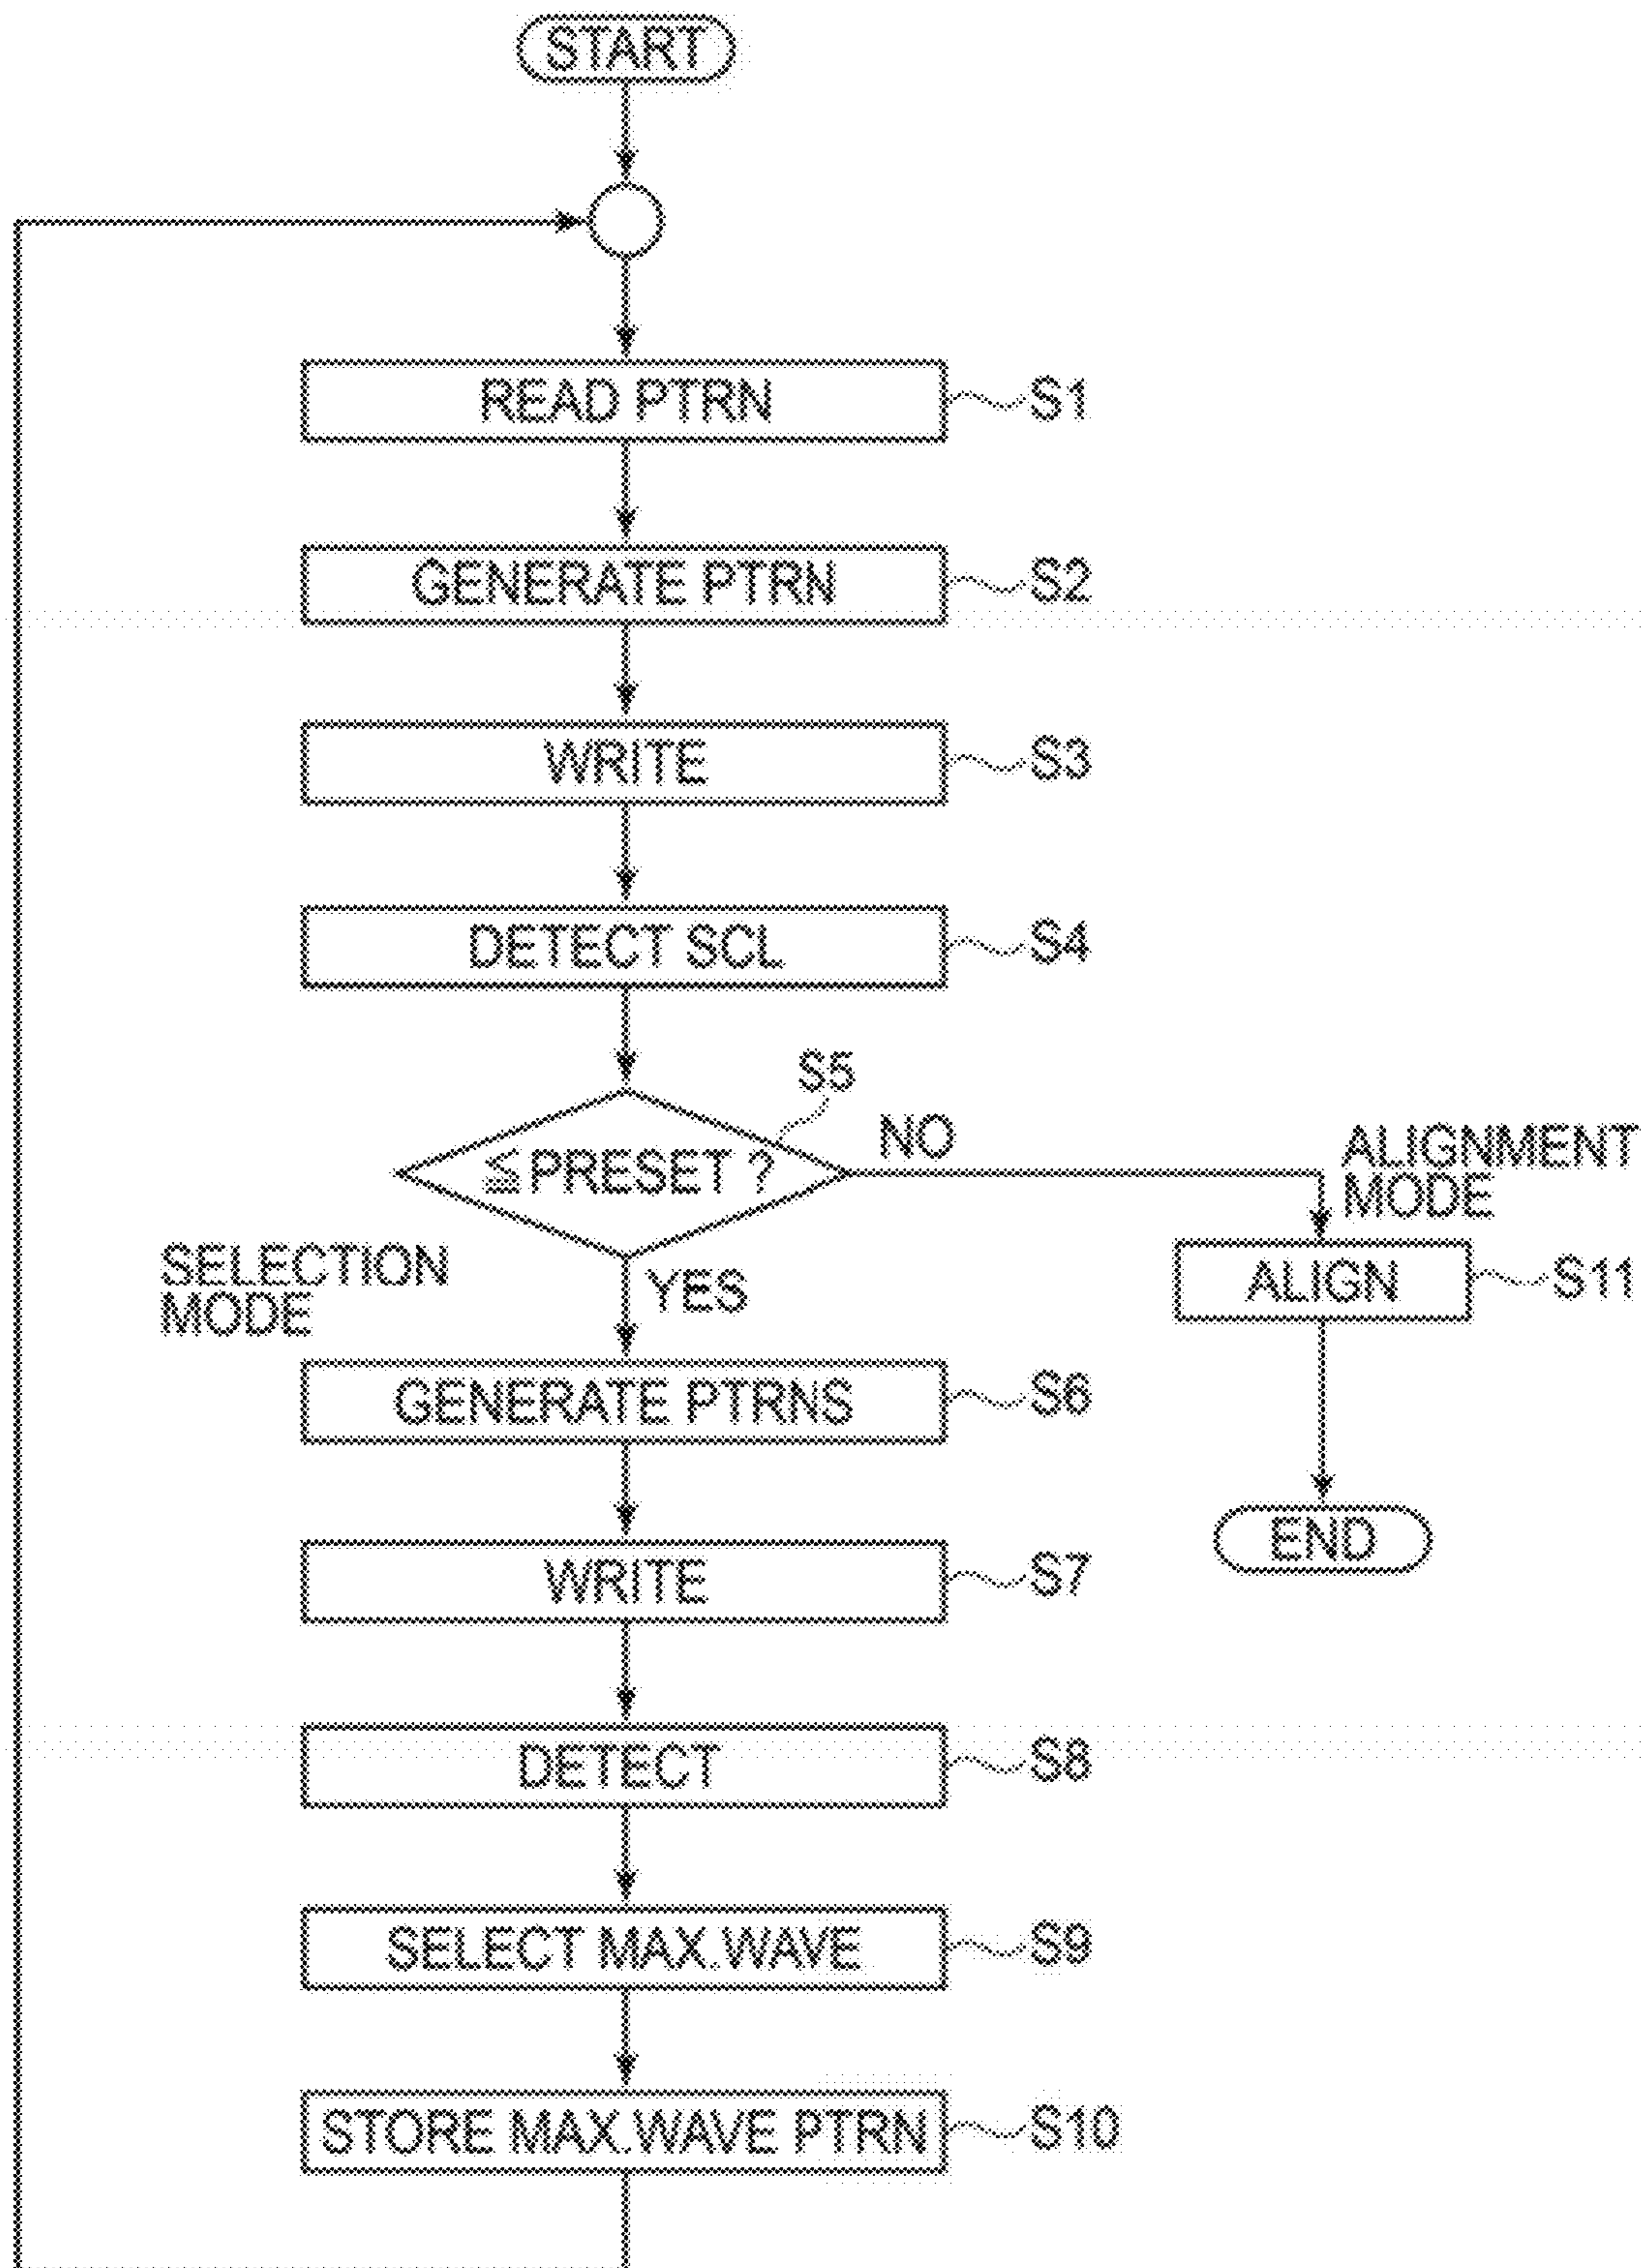 START
READ PTRN
S1
GENERATE PTRN
S2
WRITE
S3
DETECT SCL
S4
S5
≦ PRESET ?
NO
ALIGNMENT
MODE
SELECTION
MODE
YES
ALIGN
S11
GENERATE PTRNS
S6
WRITE
S7
END
DETECT
S8
SELECT MAX.WAVE
S9
STORE MAX.WAVE PTRN
S10